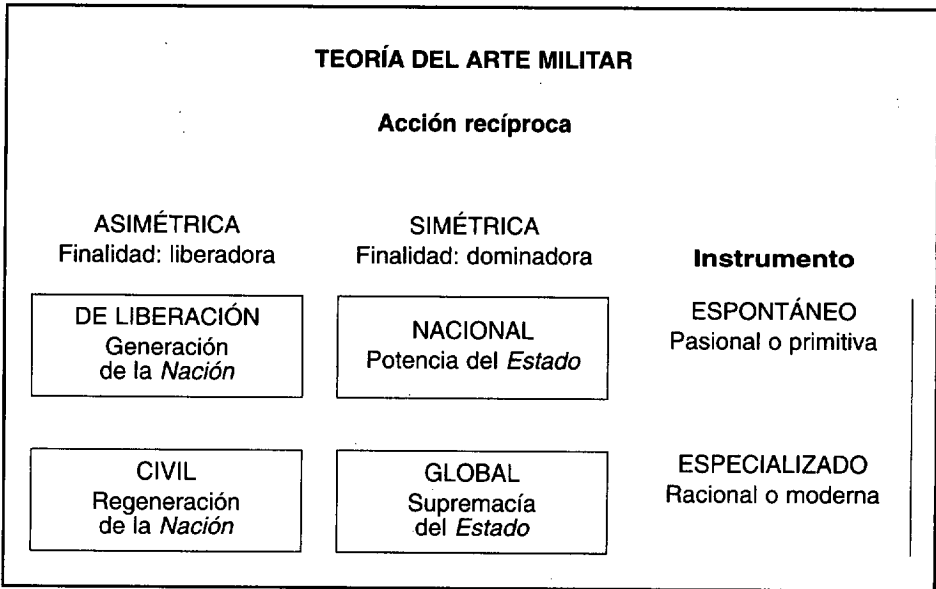 TEORÍA DEL ARTE MILITAR
Acción recíproca
ASIMÉTRICA
Finalidad: liberadora
SIMÉTRICA
Finalidad: dominadora
Instrumento
DE LIBERACIÓN
Generación
de la Nación
NACIONAL
Potencia del Estado
ESPONTÁNEO
Pasional o primitiva
CIVIL
Regeneración
de la Nación
GLOBAL
Supremacía
del Estado
ESPECIALIZADO
Racional o moderna